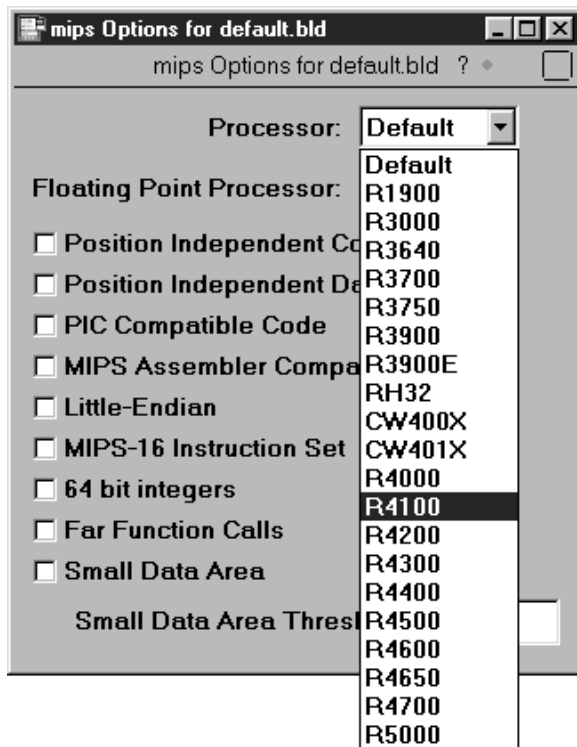 mips Options for default.bld
mips Options for default.bld ?
Processor: Default
Default
Floating Point Processor:
R1900
R3000
Position Independent Co
R3640
Position Independent Da
R3700
R3750
PIC Compatible Code
R3900
MIPS Assembler Compa
R3900E
RH32
Little-Endian
CW400X
CW401X
MIPS-16 Instruction Set
R4000
64 bit integers
R4100
Far Function Calls
R4200
R4300
Small Data Area
R4400
R4500
Small Data Area Thresl
R4600
R4650
R4700
R5000